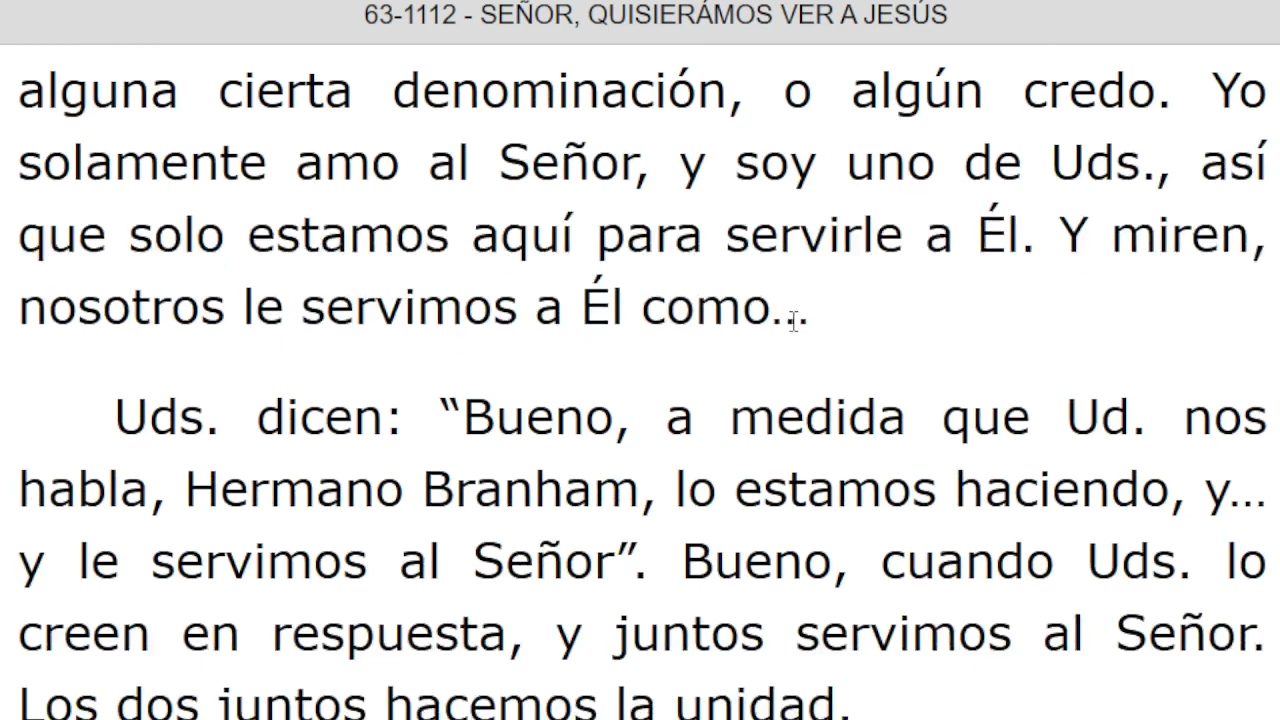 63-1112 - SEÑOR, QUISIERÁMOS VER A JESÚS
alguna cierta denominación, o algún credo. Yo
solamente amo al Señor, y soy uno de Uds., así
que solo estamos aquí para servirle a Él. Y miren,
nosotros le servimos a Él como...
Uds. dicen: “Bueno, a medida que Ud. nos
habla, Hermano Branham, lo estamos haciendo, y...
y le servimos al Señor”. Bueno, cuando Uds. lo
creen en respuesta, y juntos servimos al Señor.
Los dos juntos hacemos la unidad.